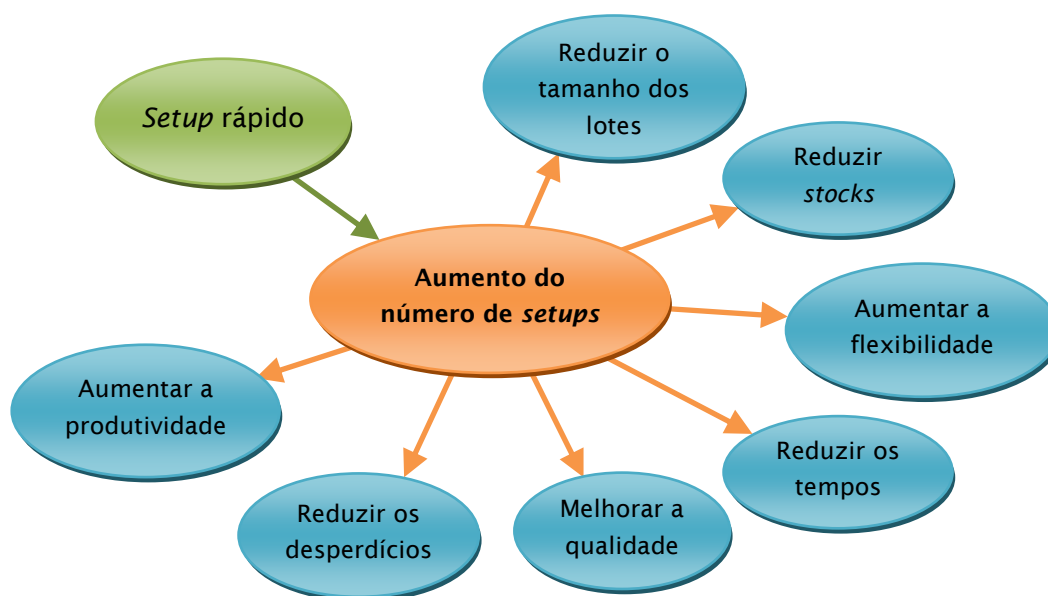 Reduzir o
tamanho dos
lotes
Setup rápido
Reduzir
stocks
Aumento do
número de setups
Aumentar a
flexibilidade
Aumentar a
produtividade
Reduzir os
tempos
Reduzir os
desperdícios
Melhorar a
qualidade